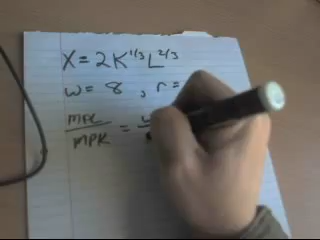 X = 2K^1/3 L^2/3
w = 8 , r =
MPL/MPK = w